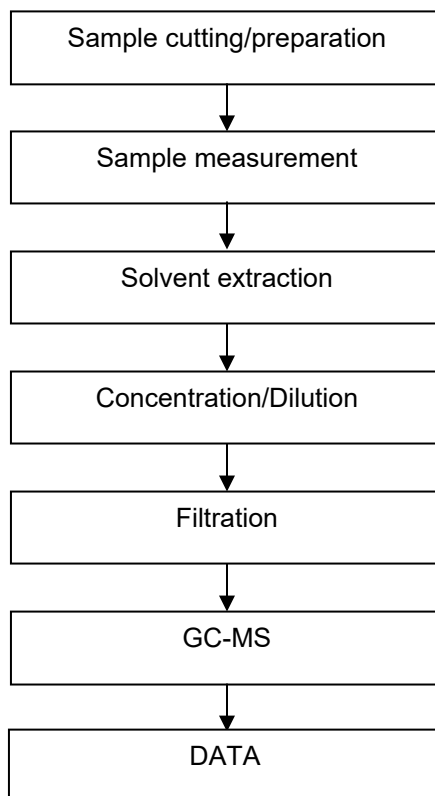 Sample cutting/preparation
Sample measurement
Solvent extraction
Concentration/Dilution
Filtration
GC-MS
DATA